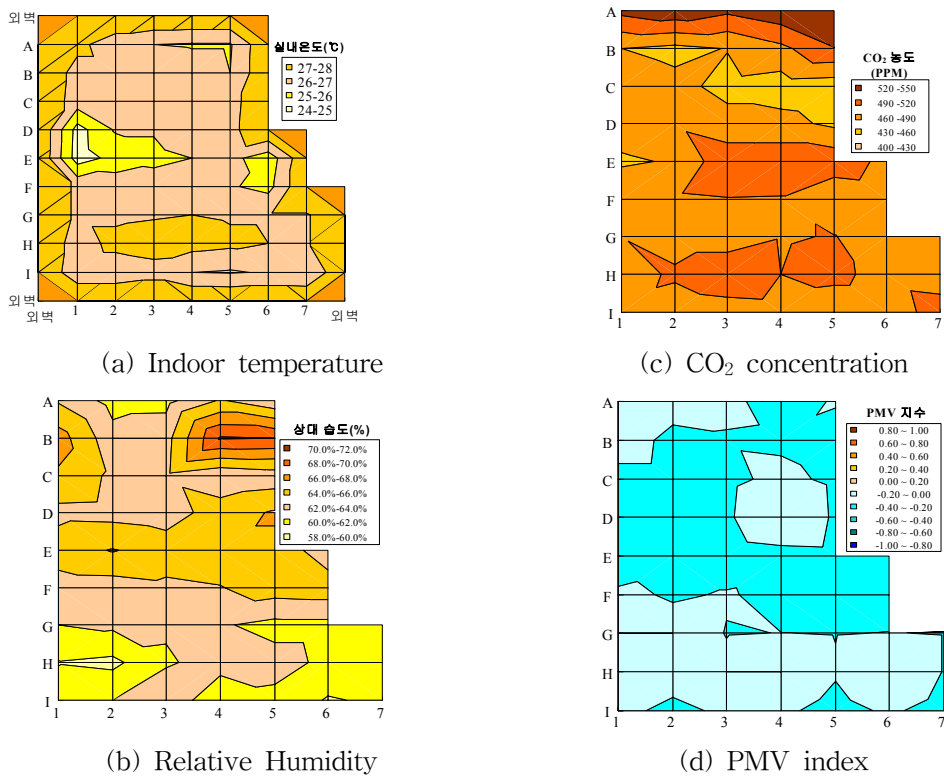 외벽
A
B
C
D
E
F
G
H
I
외벽
외벽
1
2
3
4
5
6
7
외벽
실내온도(℃)
27-28
26-27
25-26
24-25
(a) Indoor temperature
A
B
C
D
E
F
G
H
I
1
2
3
4
5
6
7
CO₂ 농도
(PPM)
520 -550
490 -520
460 -490
430 -460
400 -430
(c) CO₂ concentration
A
B
C
D
E
F
G
H
I
1
2
3
4
5
6
7
상대 습도(%)
70.0%-72.0%
68.0%-70.0%
66.0%-68.0%
64.0%-66.0%
62.0%-64.0%
60.0%-62.0%
58.0%-60.0%
(b) Relative Humidity
A
B
C
D
E
F
G
H
I
1
2
3
4
5
6
7
PMV 지수
0.80 ~ 1.00
0.60 ~ 0.80
0.40 ~ 0.60
0.20 ~ 0.40
0.00 ~ 0.20
-0.20 ~ 0.00
-0.40 ~ -0.20
-0.60 ~ -0.40
-0.80 ~ -0.60
-1.00 ~ -0.80
(d) PMV index